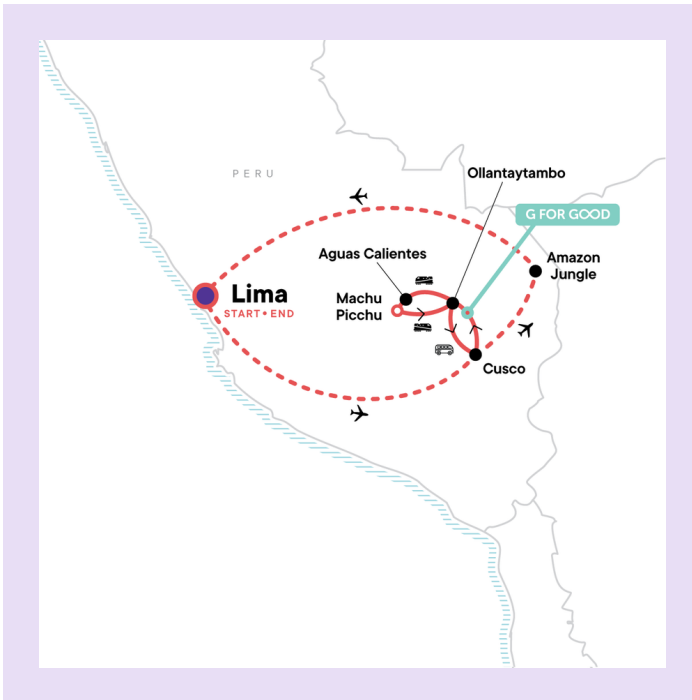 PERU
Ollantaytambo
G FOR GOOD
Aguas Calientes
Amazon
Jungle
Lima
START • END
Machu
Picchu
Cusco